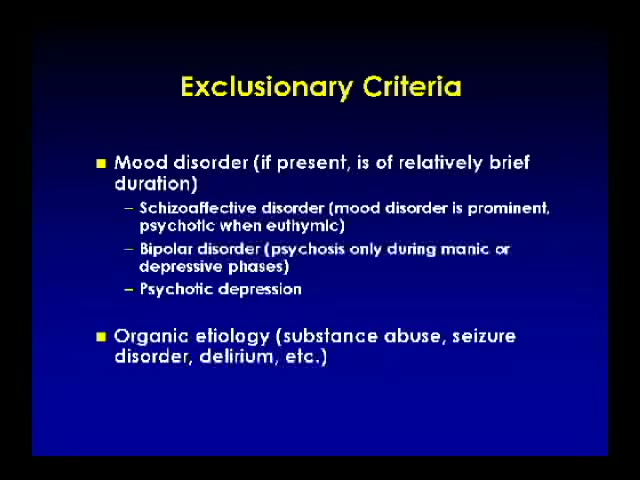 Exclusionary Criteria
■ Mood disorder (if present, is of relatively brief
duration)
– Schizoaffective disorder (mood disorder is prominent,
psychotic when euthymic)
– Bipolar disorder (psychosis only during manic or
depressive phases)
– Psychotic depression
■ Organic etiology (substance abuse, seizure
disorder, delirium, etc.)